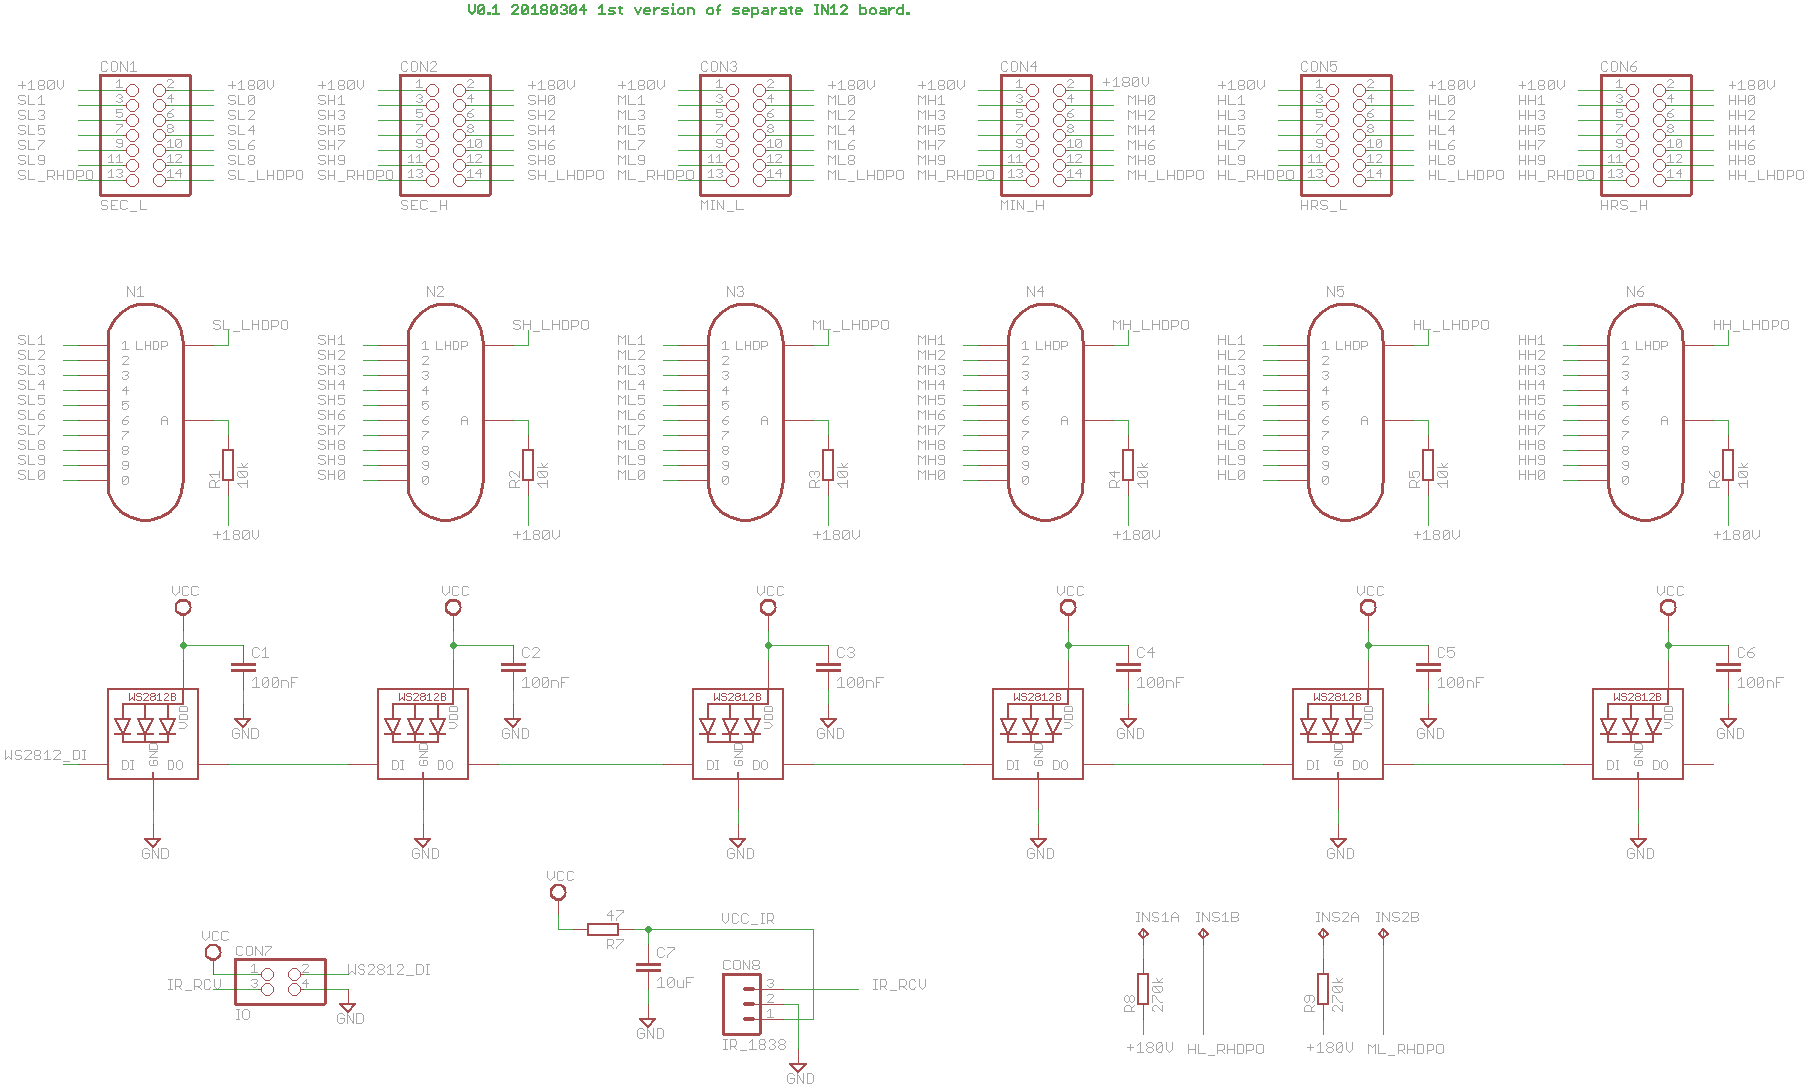 V0.1 20180304 1st version of separate IN12 board.
CON1 CON2 CON3 CON4 CON5 CON6
+180V 1 2 +180V +180V 1 2 +180V +180V 1 2 +180V +180V 1 2 +180V +180V 1 2 +180V +180V 1 2 +180V
SL1 3 4 SL0 SH1 3 4 SH0 ML1 3 4 ML0 MH1 3 4 MH0 HL1 3 4 HL0 HH1 3 4 HH0
SL3 5 6 SL2 SH3 5 6 SH2 ML3 5 6 ML2 MH3 5 6 MH2 HL3 5 6 HL2 HH3 5 6 HH2
SL5 7 8 SL4 SH5 7 8 SH4 ML5 7 8 ML4 MH5 7 8 MH4 HL5 7 8 HL4 HH5 7 8 HH4
SL7 9 10 SL6 SH7 9 10 SH6 ML7 9 10 ML6 MH7 9 10 MH6 HL7 9 10 HL6 HH7 9 10 HH6
SL9 11 12 SL8 SH9 11 12 SH8 ML9 11 12 ML8 MH9 11 12 MH8 HL9 11 12 HL8 HH9 11 12 HH8
SL_RHDPO 13 14 SL_LHDPO SH_RHDPO 13 14 SH_LHDPO ML_RHDPO 13 14 ML_LHDPO MH_RHDPO 13 14 MH_LHDPO HL_RHDPO 13 14 HL_LHDPO HH_RHDPO 13 14 HH_LHDPO
SEC_L SEC_H MIN_L MIN_H HRS_L HRS_H
N1 N2 N3 N4 N5 N6
SL_LHDPO SH_LHDPO ML_LHDPO MH_LHDPO HL_LHDPO HH_LHDPO
SL1 1 LHDP SH1 1 LHDP ML1 1 LHDP MH1 1 LHDP HL1 1 LHDP HH1 1 LHDP
SL2 2 SH2 2 ML2 2 MH2 2 HL2 2 HH2 2
SL3 3 SH3 3 ML3 3 MH3 3 HL3 3 HH3 3
SL4 4 SH4 4 ML4 4 MH4 4 HL4 4 HH4 4
SL5 5 SH5 5 ML5 5 MH5 5 HL5 5 HH5 5
SL6 6 A SH6 6 A ML6 6 A MH6 6 A HL6 6 A HH6 6 A
SL7 7 SH7 7 ML7 7 MH7 7 HL7 7 HH7 7
SL8 8 SH8 8 ML8 8 MH8 8 HL8 8 HH8 8
SL9 9 SH9 9 ML9 9 MH9 9 HL9 9 HH9 9
SL0 0 SH0 0 ML0 0 MH0 0 HL0 0 HH0 0
R1 10k R2 10k R3 10k R4 10k R5 10k R6 10k
+180V +180V +180V +180V +180V +180V
VCC VCC VCC VCC VCC VCC
C1 C2 C3 C4 C5 C6
100nF 100nF 100nF 100nF 100nF 100nF
WS2812B WS2812B WS2812B WS2812B WS2812B WS2812B
VDD VDD VDD VDD VDD VDD
GND GND GND GND GND GND
GND GND GND GND GND GND
WS2812_DI DI DO DI DO DI DO DI DO DI DO DI DO
GND GND GND GND GND GND
VCC
47
R7
VCC_IR
C7
10uF
GND
CON8
3 IR_RCV
2
1
IR_1838
GND
VCC
CON7
1 2 WS2812_DI
IR_RCV 3 4
IO
GND
INS1A INS1B INS2A INS2B
R8 270k R9 270k
+180V HL_RHDPO +180V ML_RHDPO